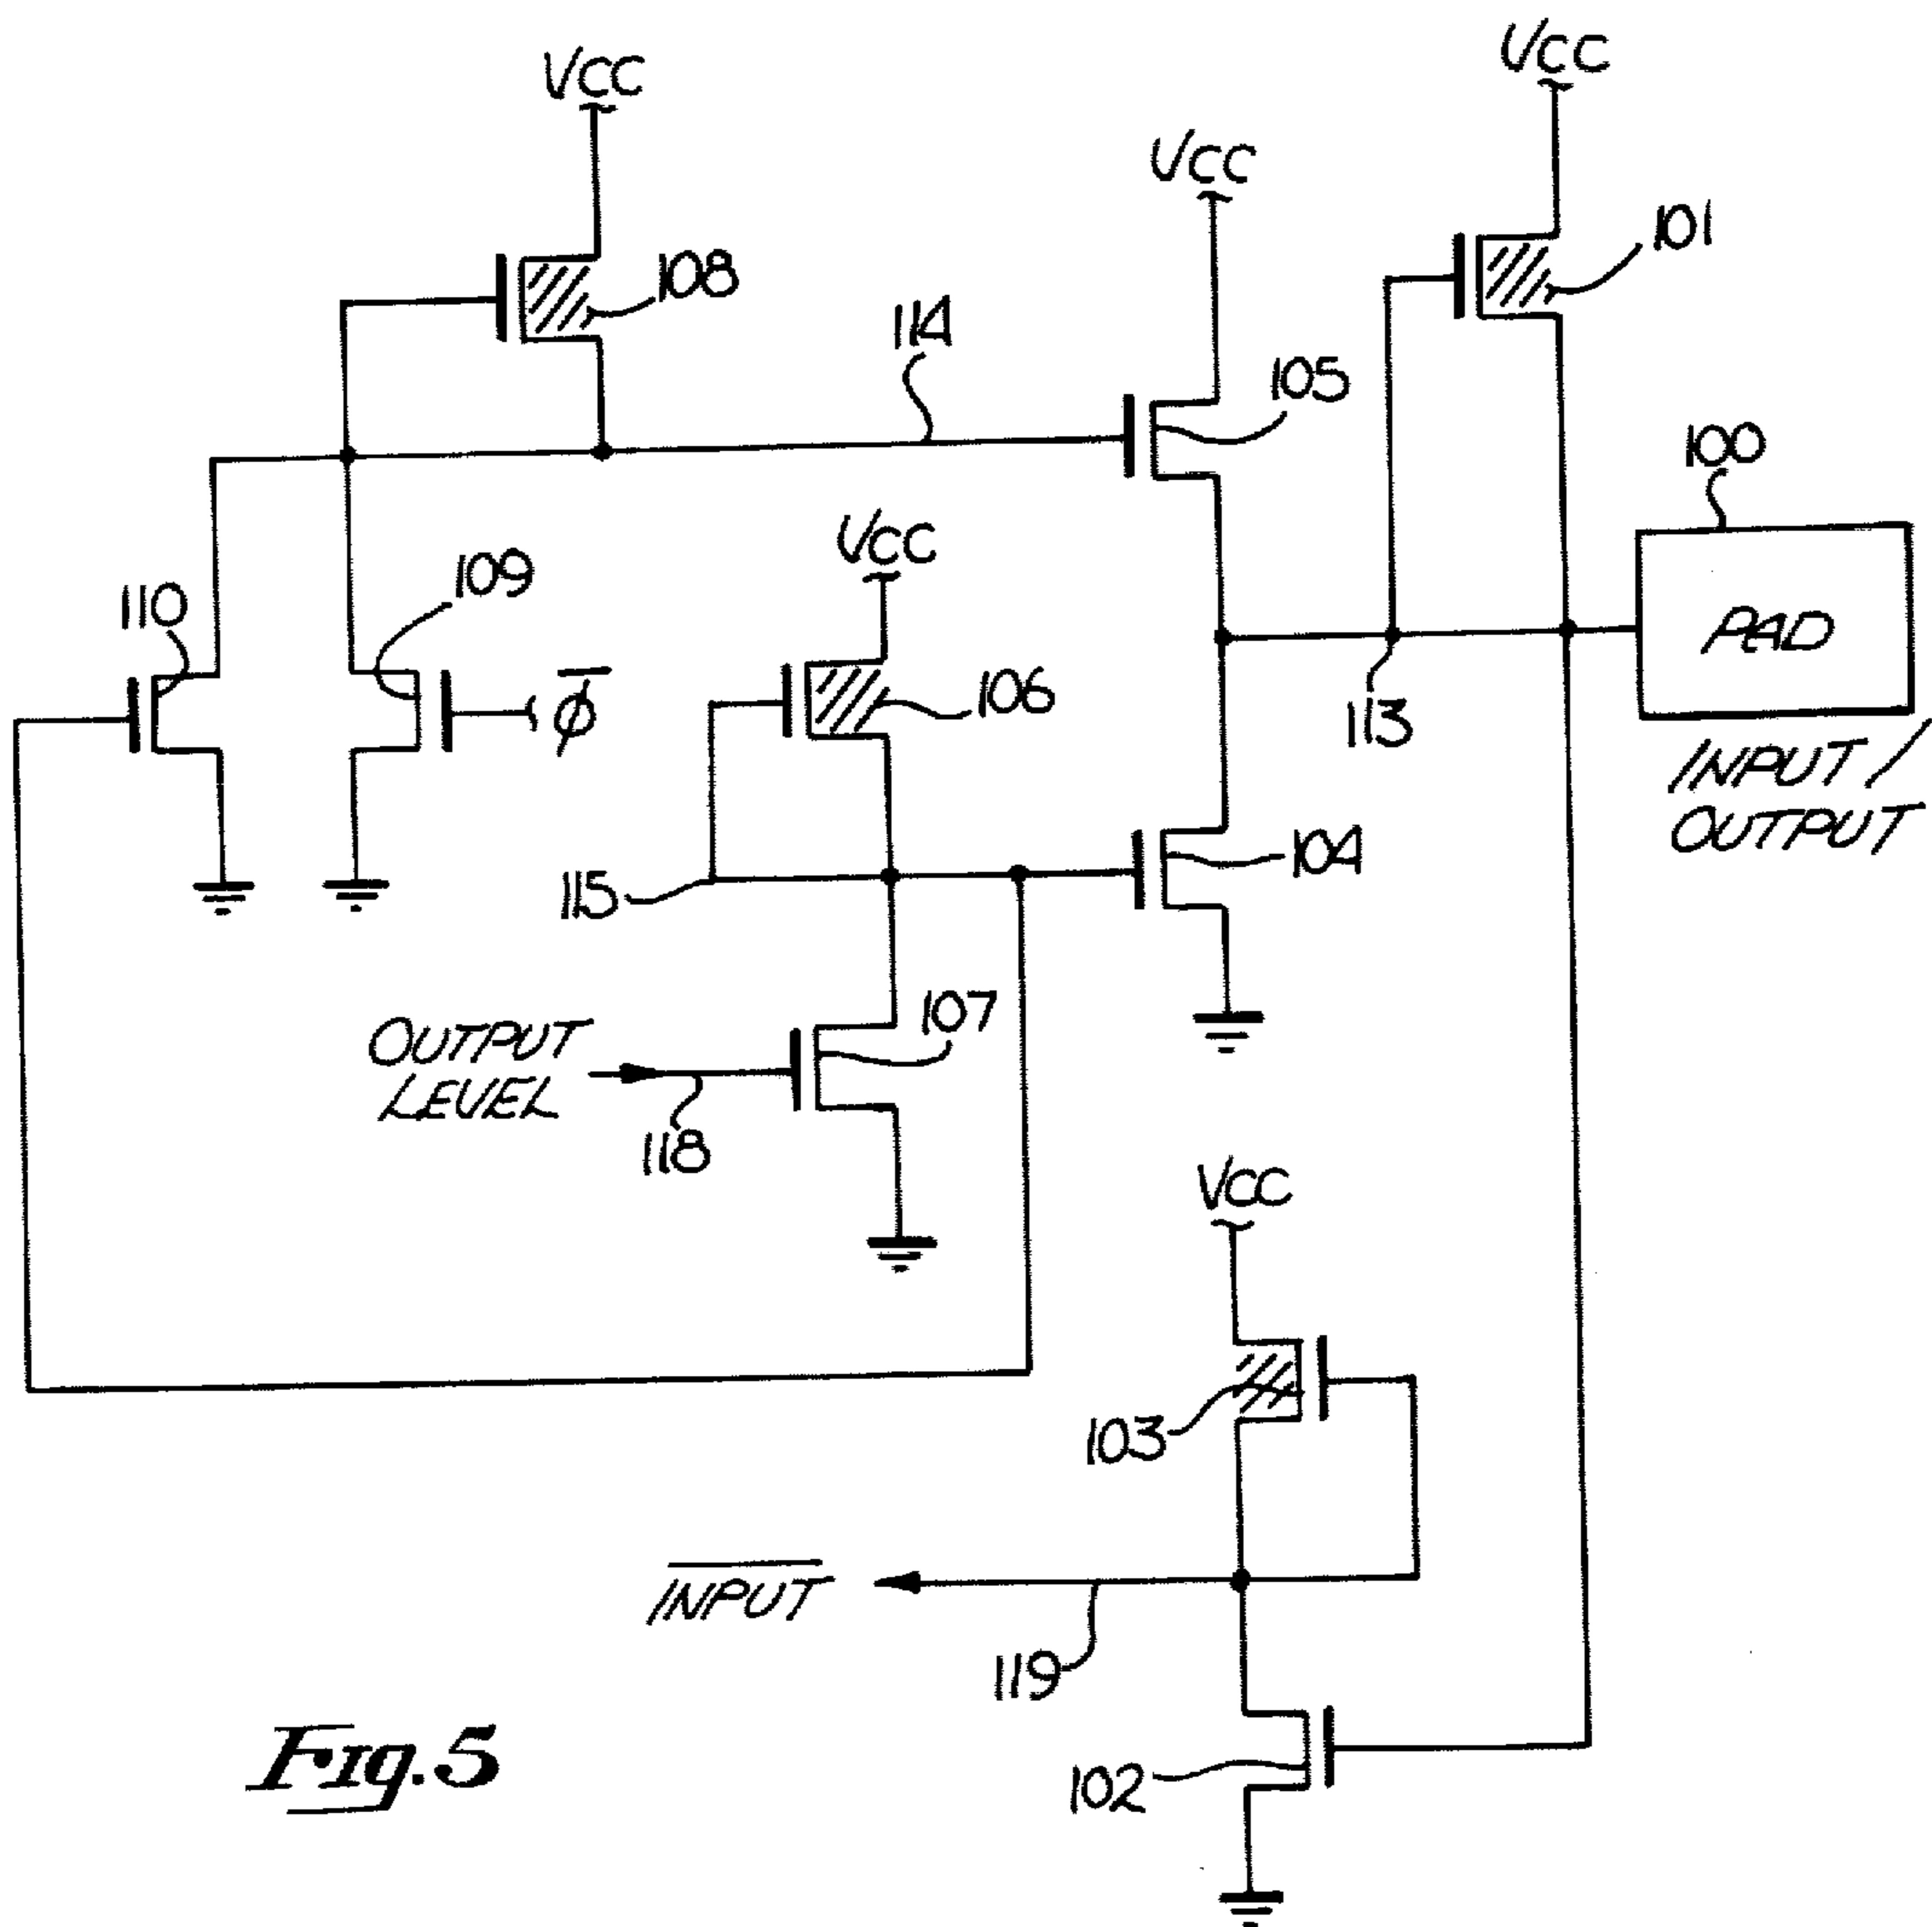 VCC
VCC
VCC
101
108
114
105
100
VCC
109
110
PAD
φ̅
106
113
INPUT/
OUTPUT
104
115
107
OUTPUT
LEVEL
118
VCC
103
INPUT
119
Fig. 5
102